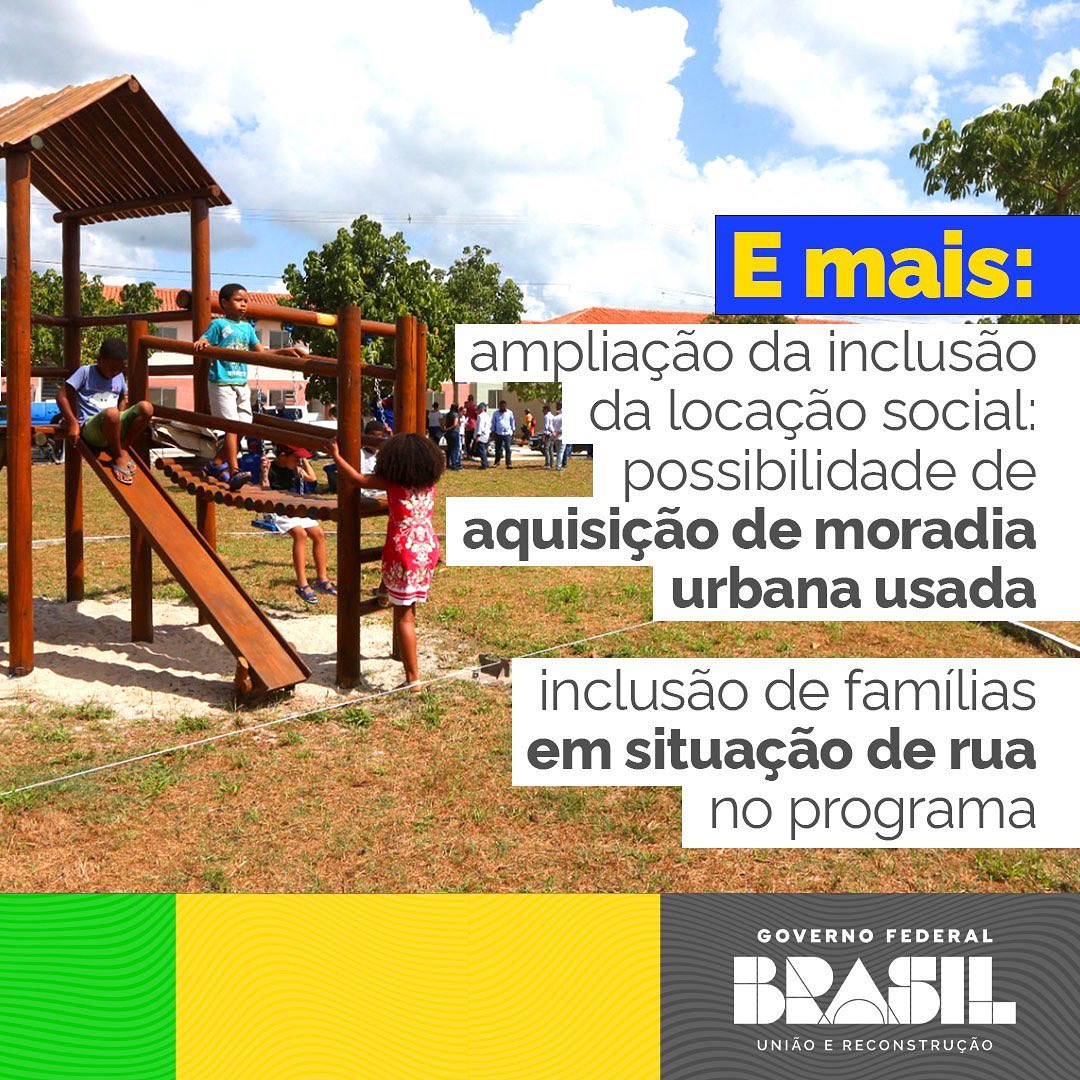 E mais:
ampliação da inclusão
da locação social:
possibilidade de
aquisição de moradia
urbana usada
inclusão de famílias
em situação de rua
no programa
GOVERNO FEDERAL
BRASIL
UNIÃO E RECONSTRUÇÃO